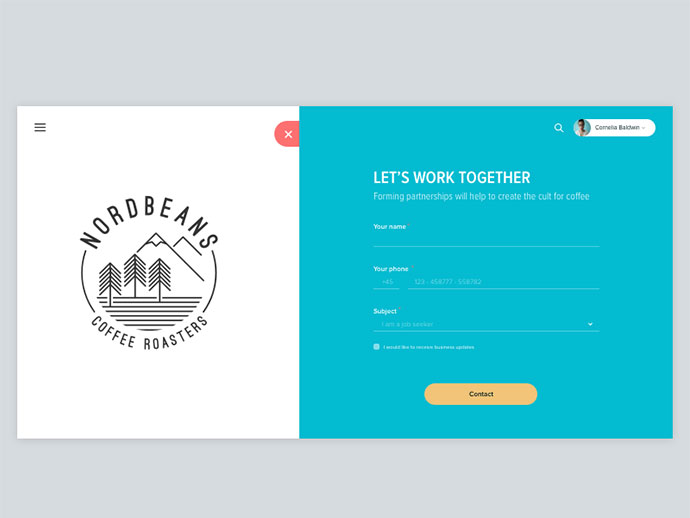 NORDBEANS
COFFEE ROASTERS
Cornelia Baldwin
LET'S WORK TOGETHER
Forming partnerships will help to create the cult for coffee
Your name *
Your phone
+45 123 - 458777 - 558762
Subject
I am a job seeker
I would like to receive business updates
Contact